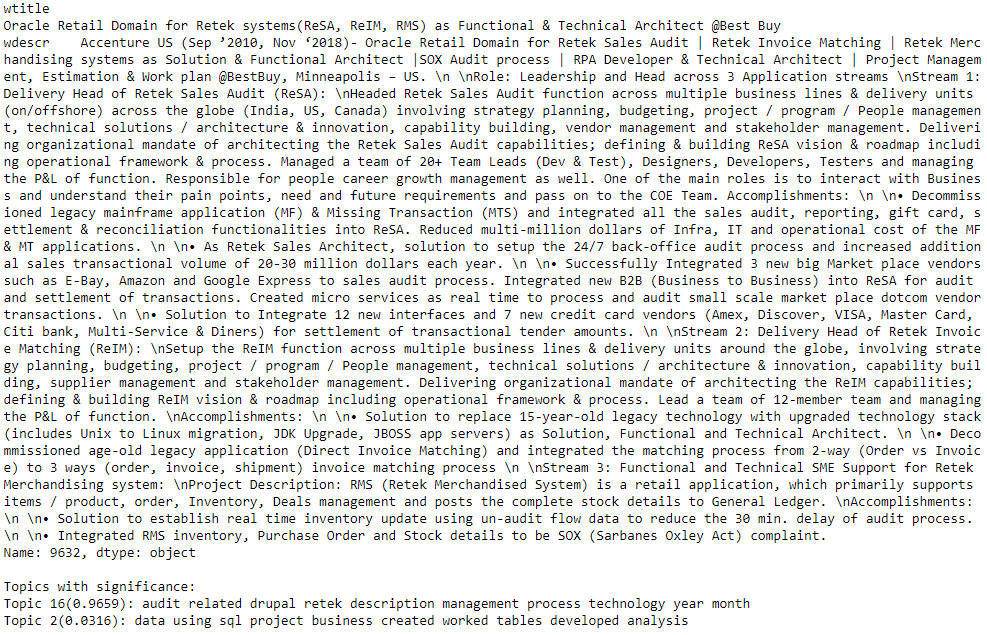 wtitle
Oracle Retail Domain for Retek systems(ReSA, ReIM, RMS) as Functional & Technical Architect @Best Buy
wdescr    Accenture US (Sep ’2010, Nov ‘2018)- Oracle Retail Domain for Retek Sales Audit | Retek Invoice Matching | Retek Merc
handising systems as Solution & Functional Architect |SOX Audit process | RPA Developer & Technical Architect | Project Managem
ent, Estimation & Work plan @BestBuy, Minneapolis – US. \n \nRole: Leadership and Head across 3 Application streams \nStream 1:
Delivery Head of Retek Sales Audit (ReSA): \nHeaded Retek Sales Audit function across multiple business lines & delivery units
(on/offshore) across the globe (India, US, Canada) involving strategy planning, budgeting, project / program / People managemen
t, technical solutions / architecture & innovation, capability building, vendor management and stakeholder management. Deliveri
ng organizational mandate of architecting the Retek Sales Audit capabilities; defining & building ReSA vision & roadmap includi
ng operational framework & process. Managed a team of 20+ Team Leads (Dev & Test), Designers, Developers, Testers and managing
the P&L of function. Responsible for people career growth management as well. One of the main roles is to interact with Busines
s and understand their pain points, need and future requirements and pass on to the COE Team. Accomplishments: \n \n• Decommiss
ioned legacy mainframe application (MF) & Missing Transaction (MTS) and integrated all the sales audit, reporting, gift card, s
ettlement & reconciliation functionalities into ReSA. Reduced multi-million dollars of Infra, IT and operational cost of the MF
& MT applications. \n \n• As Retek Sales Architect, solution to setup the 24/7 back-office audit process and increased addition
al sales transactional volume of 20-30 million dollars each year. \n \n• Successfully Integrated 3 new big Market place vendors
such as E-Bay, Amazon and Google Express to sales audit process. Integrated new B2B (Business to Business) into ReSA for audit
and settlement of transactions. Created micro services as real time to process and audit small scale market place dotcom vendor
transactions. \n \n• Solution to Integrate 12 new interfaces and 7 new credit card vendors (Amex, Discover, VISA, Master Card,
Citi bank, Multi-Service & Diners) for settlement of transactional tender amounts. \n \nStream 2: Delivery Head of Retek Invoic
e Matching (ReIM): \nSetup the ReIM function across multiple business lines & delivery units around the globe, involving strate
gy planning, budgeting, project / program / People management, technical solutions / architecture & innovation, capability buil
ding, supplier management and stakeholder management. Delivering organizational mandate of architecting the ReIM capabilities;
defining & building ReIM vision & roadmap including operational framework & process. Lead a team of 12-member team and managing
the P&L of function. \nAccomplishments: \n \n• Solution to replace 15-year-old legacy technology with upgraded technology stack
(includes Unix to Linux migration, JDK Upgrade, JBOSS app servers) as Solution, Functional and Technical Architect. \n \n• Deco
mmissioned age-old legacy application (Direct Invoice Matching) and integrated the matching process from 2-way (Order vs Invoic
e) to 3 ways (order, invoice, shipment) invoice matching process \n \nStream 3: Functional and Technical SME Support for Retek
Merchandising system: \nProject Description: RMS (Retek Merchandised System) is a retail application, which primarily supports
items / product, order, Inventory, Deals management and posts the complete stock details to General Ledger. \nAccomplishments:
\n \n• Solution to establish real time inventory update using un-audit flow data to reduce the 30 min. delay of audit process.
\n \n• Integrated RMS inventory, Purchase Order and Stock details to be SOX (Sarbanes Oxley Act) complaint.
Name: 9632, dtype: object

Topics with significance:
Topic 16(0.9659): audit related drupal retek description management process technology year month
Topic 2(0.0316): data using sql project business created worked tables developed analysis